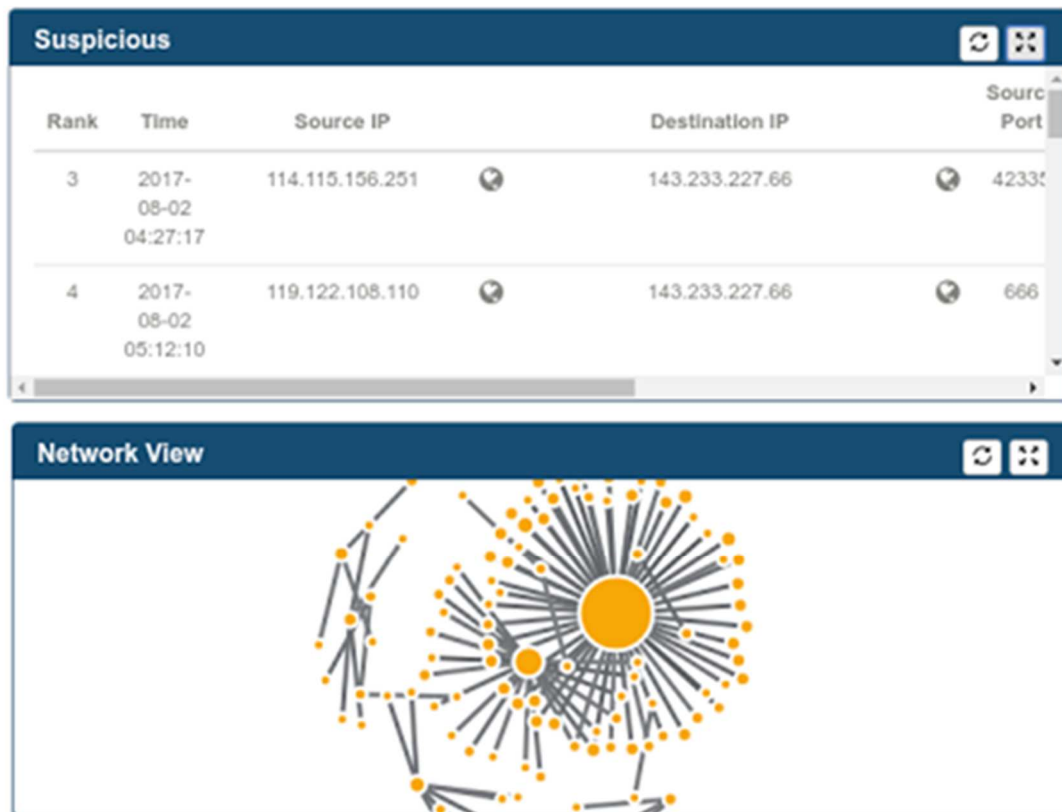 Suspicious
Sourc
Rank Time Source IP Destination IP Port
3 2017- 114.115.156.251 143.233.227.66 42335
08-02
04:27:17
4 2017- 119.122.108.110 143.233.227.66 666
08-02
05:12:10
Network View